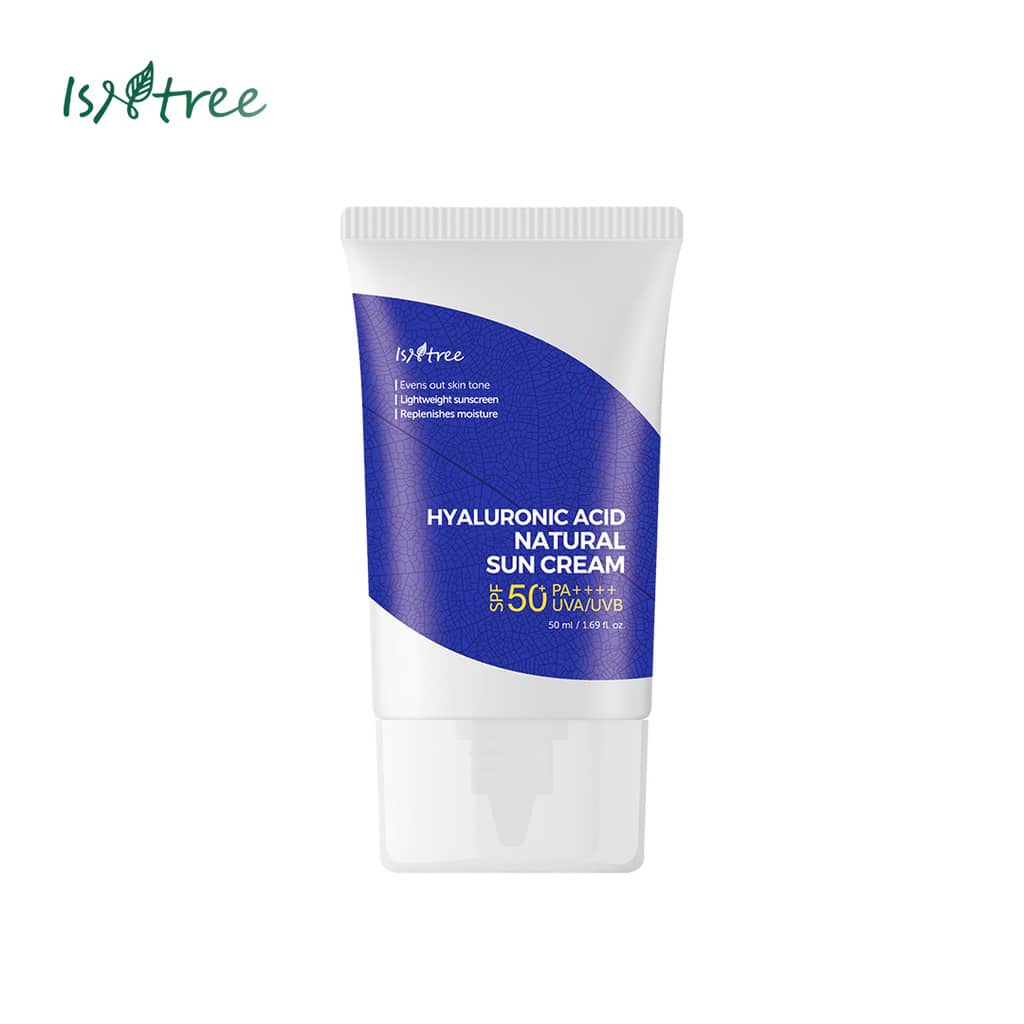 Isntree
Isntree
Evens out skin tone
Lightweight sunscreen
Replenishes moisture
HYALURONIC ACID
NATURAL
SUN CREAM
SPF 50+ PA++++
UVA/UVB
50 ml / 1.69 fl. oz.